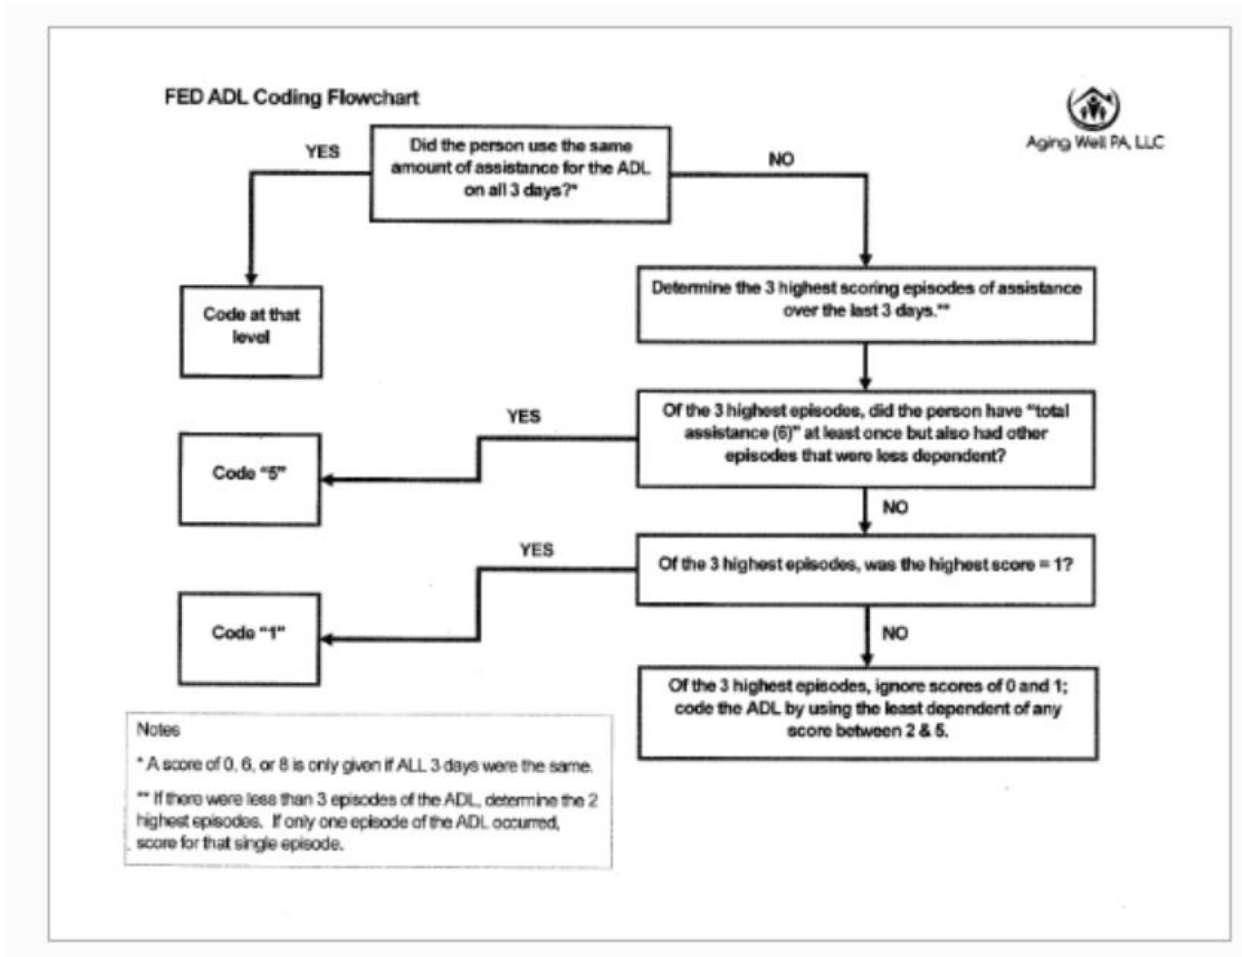 FED ADL Coding Flowchart
Aging Well PA, LLC
YES
Did the person use the same
amount of assistance for the ADL
on all 3 days?*
NO
Code at that
level
Determine the 3 highest scoring episodes of assistance
over the last 3 days.**
YES
Of the 3 highest episodes, did the person have "total
assistance (6)" at least once but also had other
episodes that were less dependent?
Code "5"
NO
YES
Of the 3 highest episodes, was the highest score = 1?
Code "1"
NO
Of the 3 highest episodes, ignore scores of 0 and 1;
code the ADL by using the least dependent of any
score between 2 & 5.
Notes
* A score of 0, 6, or 8 is only given if ALL 3 days were the same.
** If there were less than 3 episodes of the ADL, determine the 2
highest episodes. If only one episode of the ADL occurred,
score for that single episode.